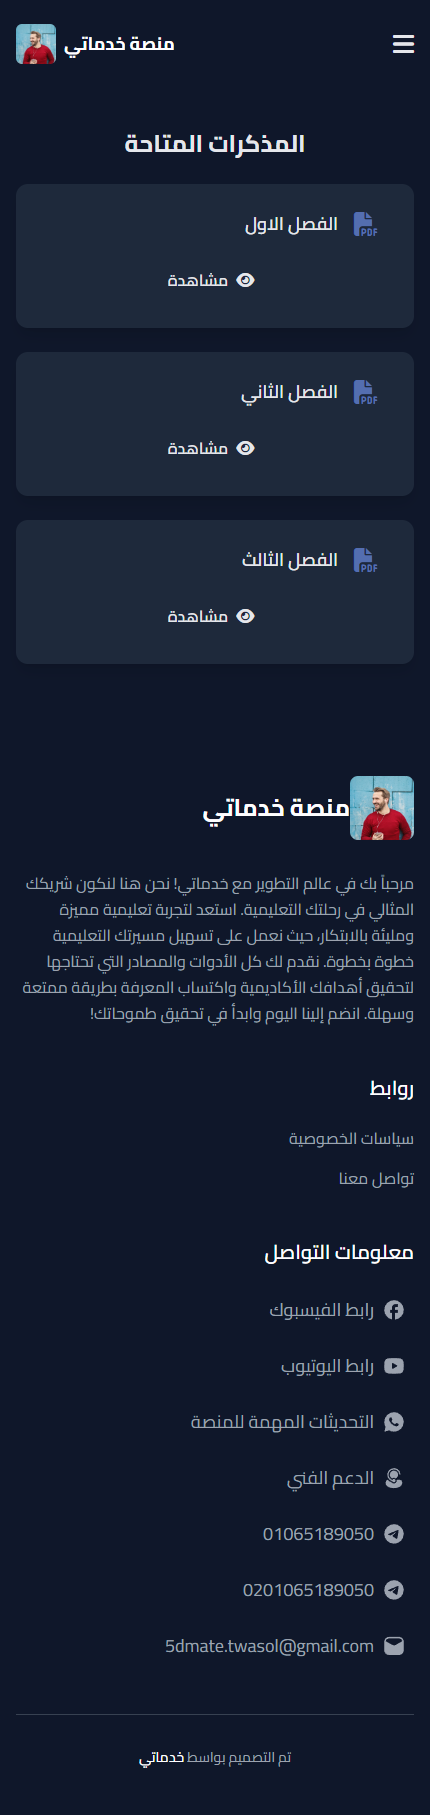 منصة خدماتي
المذكرات المتاحة
PDF الفصل الاول
مشاهدة
PDF الفصل الثاني
مشاهدة
PDF الفصل الثالث
مشاهدة
منصة خدماتي
مرحباً بك في عالم التطوير مع خدماتي! نحن هنا لنكون شريكك
المثالي في رحلتك التعليمية. استعد لتجربة تعليمية مميزة
ومليئة بالابتكار، حيث نعمل على تسهيل مسيرتك التعليمية
خطوة بخطوة. نقدم لك كل الأدوات والمصادر التي تحتاجها
لتحقيق أهدافك الأكاديمية واكتساب المعرفة بطريقة ممتعة
وسهلة. انضم إلينا اليوم وابدأ في تحقيق طموحاتك!
روابط
سياسات الخصوصية
تواصل معنا
معلومات التواصل
رابط الفيسبوك
رابط اليوتيوب
التحديثات المهمة للمنصة
الدعم الفني
01065189050
0201065189050
5dmate.twasol@gmail.com
تم التصميم بواسط خدماتي